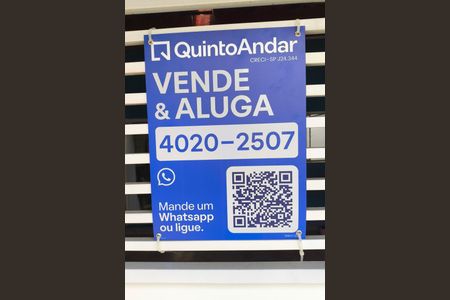 QuintoAndar
CRECI-SP J24.344
VENDE
& ALUGA
4020-2507
Mande um
Whatsapp
ou ligue.